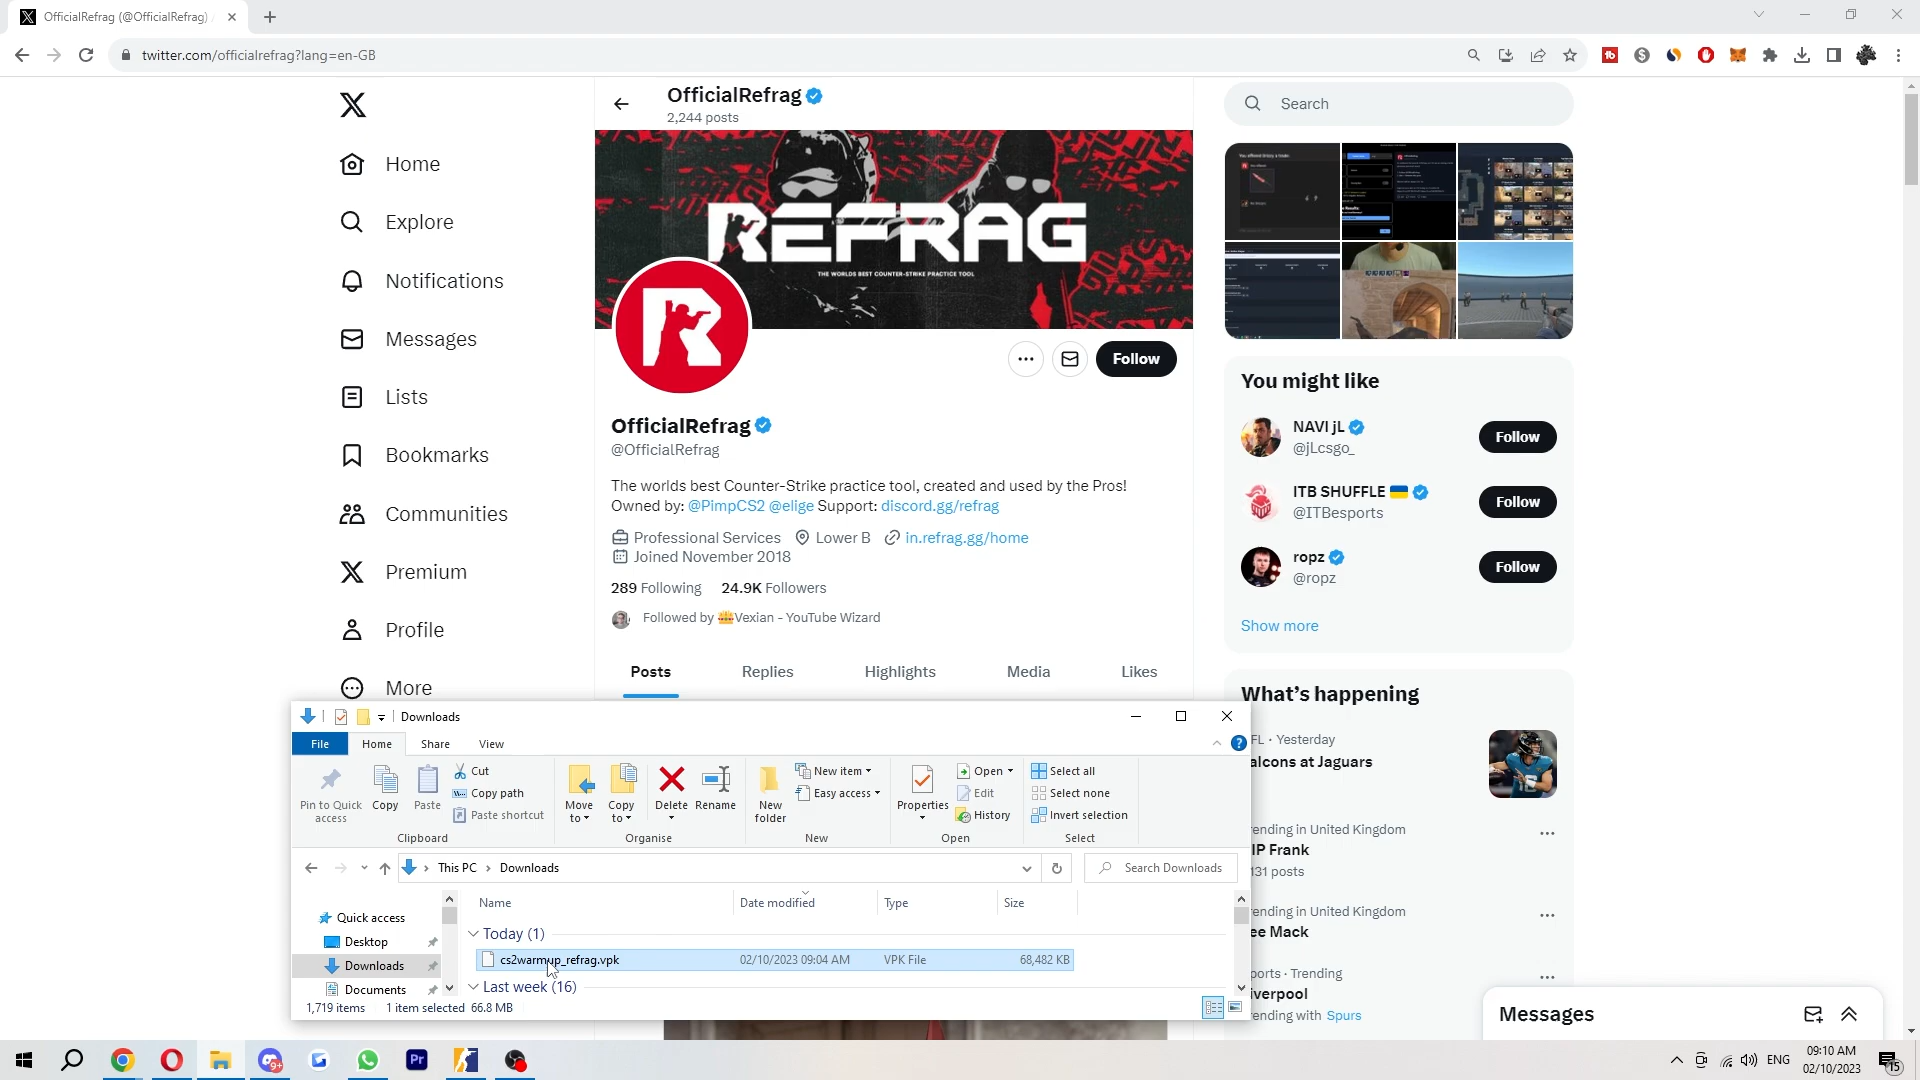 OfficialRefrag (@OfficialRefrag) /
twitter.com/officialrefrag?lang=en-GB
OfficialRefrag
2,244 posts
Home
Explore
Notifications
Messages
Lists
Bookmarks
Communities
Premium
Profile
More
REFRAG
THE WORLDS BEST COUNTER-STRIKE PRACTICE TOOL
R
Follow
OfficialRefrag
@OfficialRefrag
The worlds best Counter-Strike practice tool, created and used by the Pros!
Owned by: @PimpCS2 @elige Support: discord.gg/refrag
Professional Services Lower B in.refrag.gg/home
Joined November 2018
289 Following 24.9K Followers
Followed by Vexian - YouTube Wizard
Posts Replies Highlights Media Likes
Search
You might like
NAVI jL
@jLcsgo_
Follow
ITB SHUFFLE
@ITBesports
Follow
ropz
@ropz
Follow
Show more
What's happening
FL · Yesterday
alcons at Jaguars
ending in United Kingdom
IP Frank
131 posts
ending in United Kingdom
ee Mack
ports · Trending
iverpool
ending with Spurs
Messages
Downloads
File Home Share View
Pin to Quick access
Copy
Paste
Cut
Copy path
Paste shortcut
Clipboard
Move to
Copy to
Delete
Rename
Organise
New folder
New item
Easy access
New
Properties
Open
Edit
History
Open
Select all
Select none
Invert selection
Select
This PC > Downloads
Search Downloads
Quick access
Desktop
Downloads
Documents
Name Date modified Type Size
Today (1)
cs2warmup_refrag.vpk 02/10/2023 09:04 AM VPK File 68,482 KB
Last week (16)
1,719 items 1 item selected 66.8 MB
9+
Pr
ENG
09:10 AM
02/10/2023
15